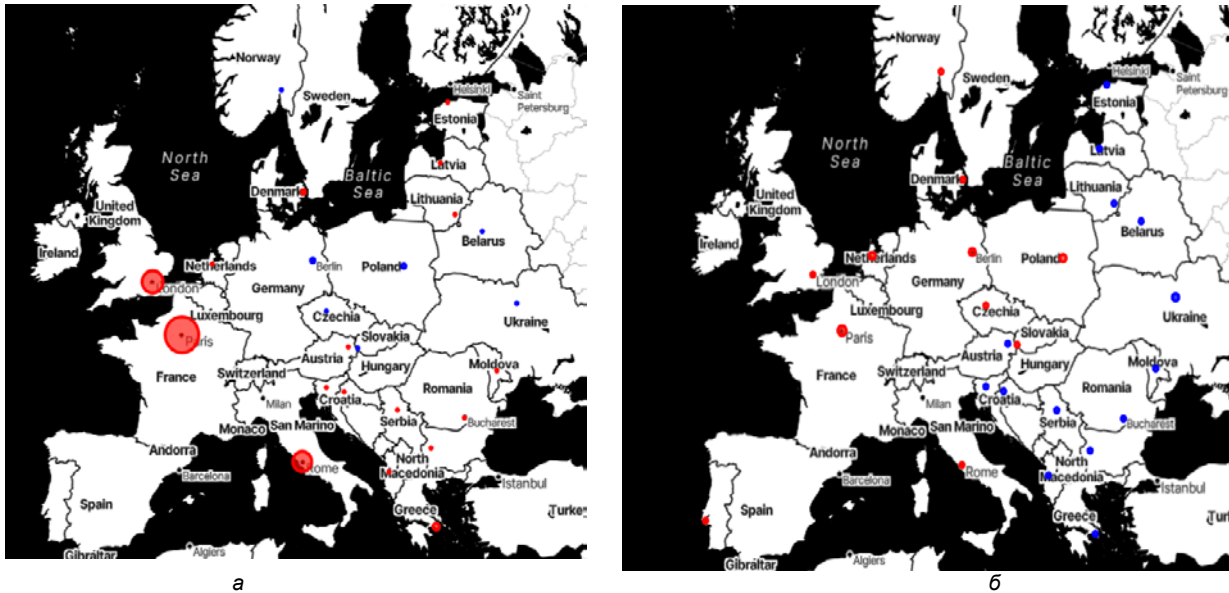 Norway
Helsinki
Saint
Petersburg
Sweden
Estonia
North
Sea
Latvia
Baltic
Sea
Denmark
Lithuania
United
Kingdom
Ireland
Belarus
Netherlands
Berlin
Poland
London
Germany
Luxembourg
Czechia
Ukraine
Paris
Slovakia
Austria
Moldova
Switzerland
Hungary
France
Romania
Croatia
Milan
Serbia
Bucharest
Monaco
San Marino
Andorra
Rome
North
Macedonia
Barcelona
Istanbul
Spain
Greece
Turkey
Gibraltar
Algiers
а
Norway
Helsinki
Saint
Petersburg
Sweden
Estonia
North
Sea
Latvia
Baltic
Sea
Denmark
Lithuania
United
Kingdom
Ireland
Belarus
Netherlands
Berlin
Poland
London
Germany
Luxembourg
Czechia
Ukraine
Paris
Slovakia
Austria
Moldova
Switzerland
Hungary
France
Romania
Croatia
Milan
Serbia
Bucharest
Monaco
San Marino
Andorra
Rome
North
Macedonia
Barcelona
Istanbul
Spain
Greece
Turk
Gibraltar
Algiers
б